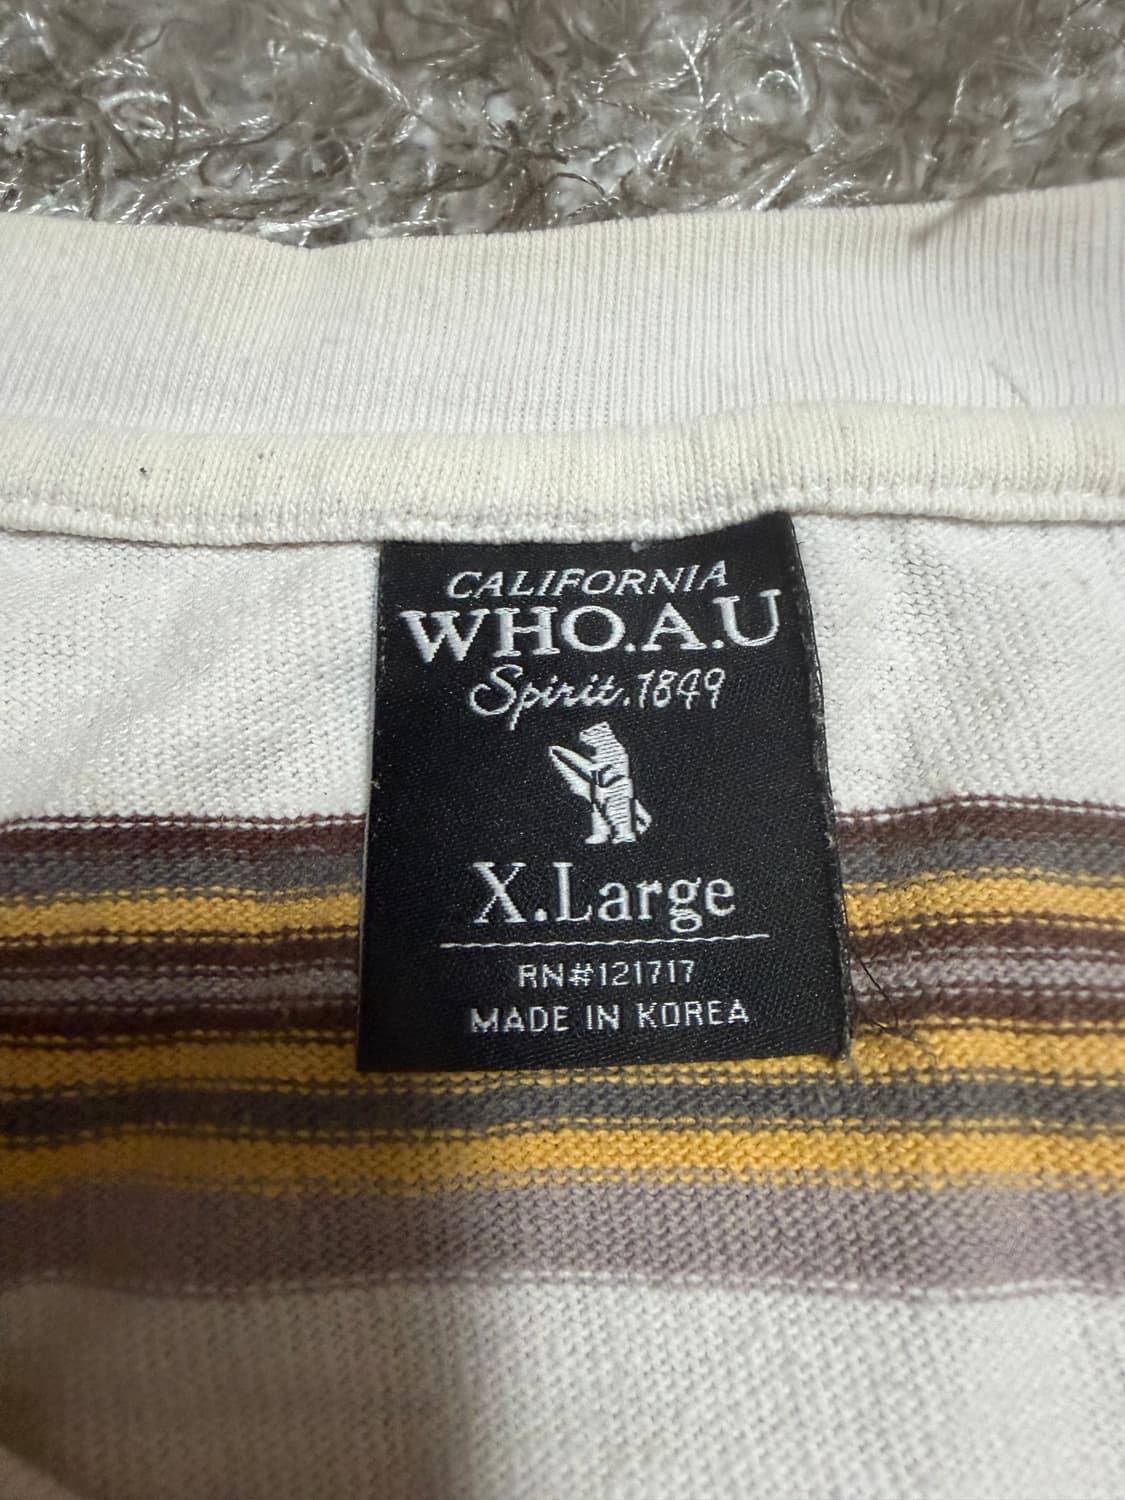 CALIFORNIA
WHO.A.U
Spirit.1849
X.Large
RN#121717
MADE IN KOREA